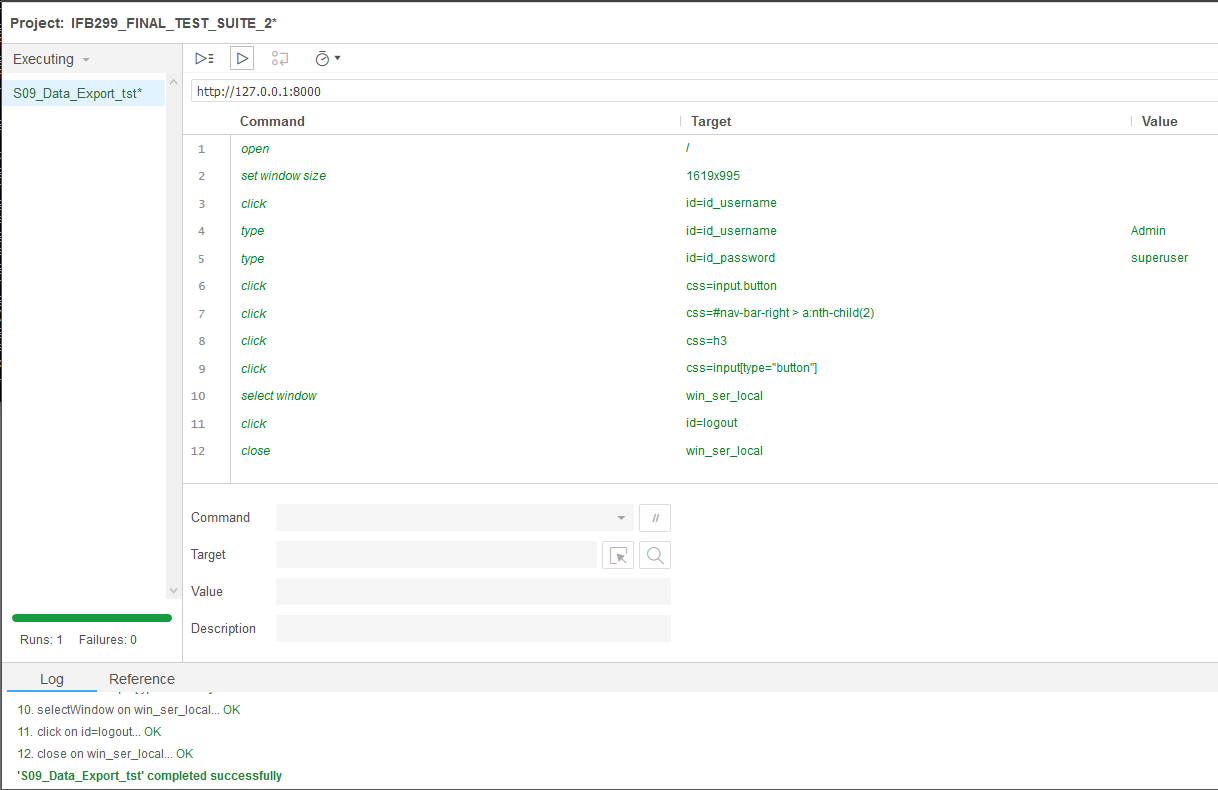 Project: IFB299_FINAL_TEST_SUITE_2*
Executing
S09_Data_Export_tst*
http://127.0.0.1:8000
Command Target Value
1 open /
2 set window size 1619x995
3 click id=id_username
4 type id=id_username Admin
5 type id=id_password superuser
6 click css=input.button
7 click css=#nav-bar-right > a:nth-child(2)
8 click css=h3
9 click css=input[type="button"]
10 select window win_ser_local
11 click id=logout
12 close win_ser_local
Command //
Target
Value
Description
Runs: 1 Failures: 0
Log Reference
10. selectWindow on win_ser_local... OK
11. click on id=logout... OK
12. close on win_ser_local... OK
'S09_Data_Export_tst' completed successfully